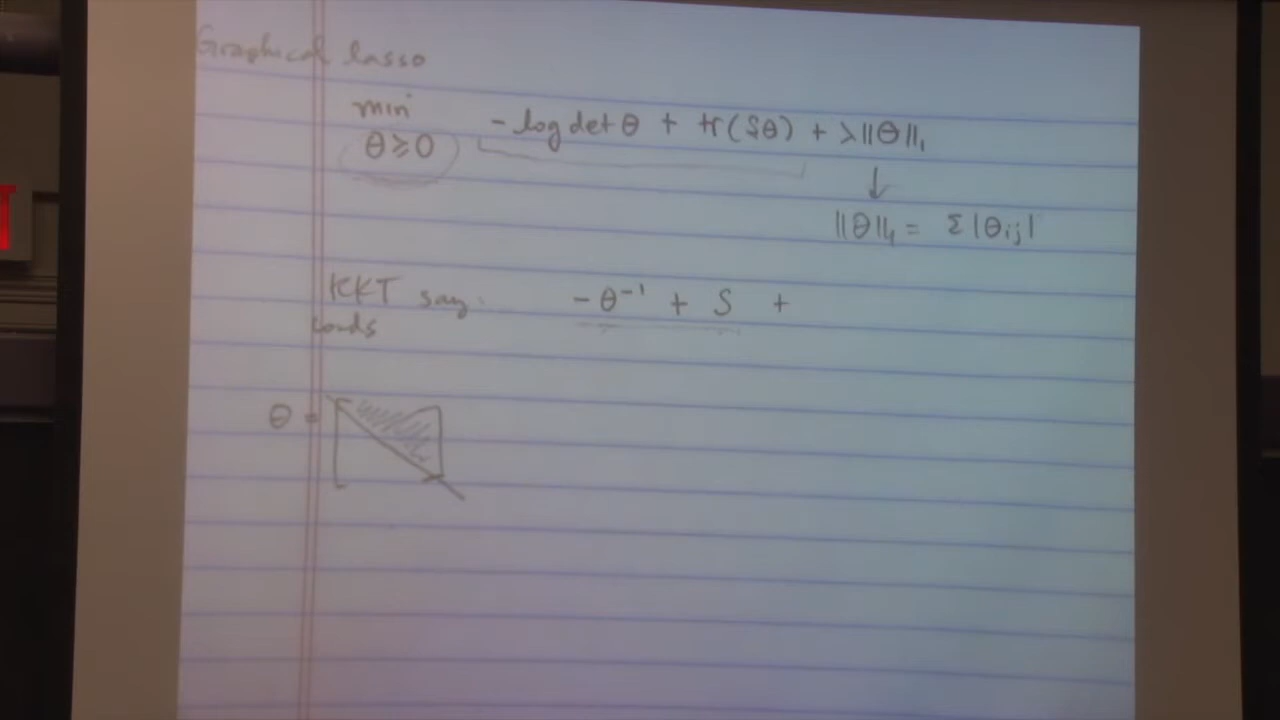 Graphical lasso
min
θ≥0 - log det θ + tr(Sθ) + λ||θ||₁
↓
||θ||₁ = Σ|θᵢⱼ|
KKT say: - θ⁻¹ + S +
conds
θ =